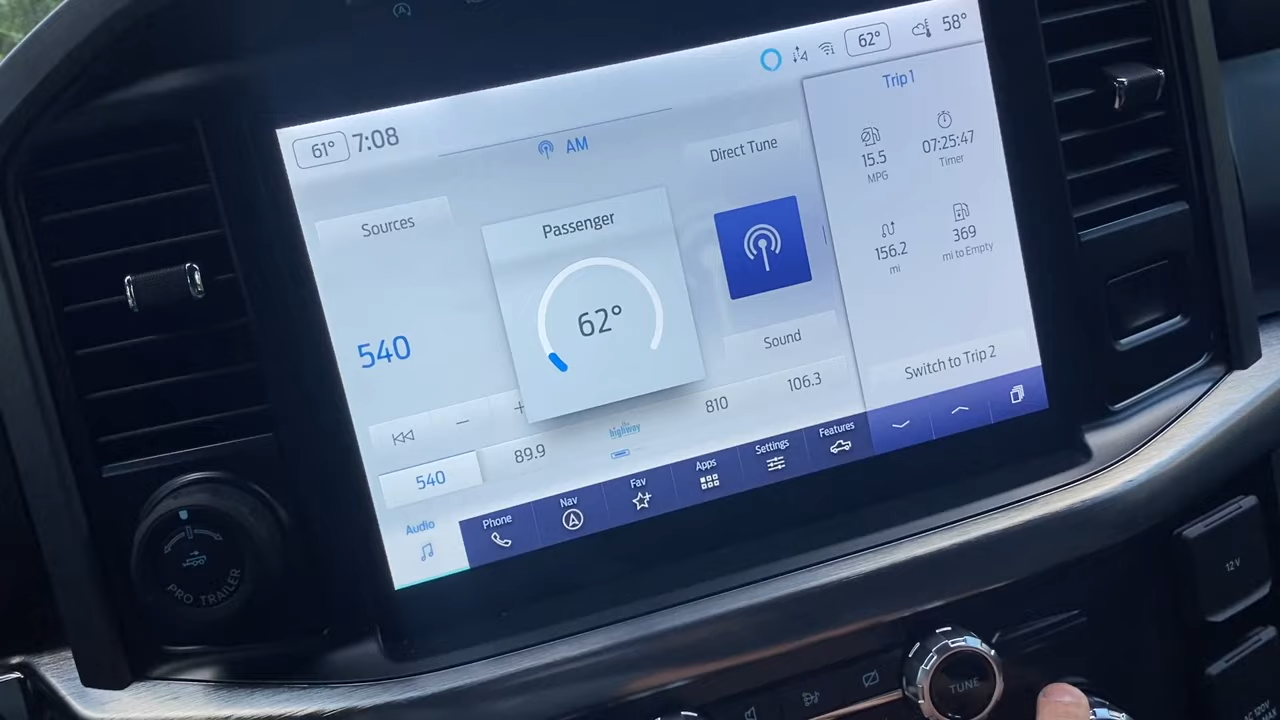 61° 7:08
62° 58°
AM
Sources
Passenger
62°
Direct Tune
Sound
540
540
89.9
highway
810
106.3
Trip 1
15.5
MPG
07:25:47
Timer
156.2
mi
369
mi to Empty
Switch to Trip 2
Audio
Phone
Nav
Fav
Apps
Settings
Features
PRO TRAILER
TUNE
12V